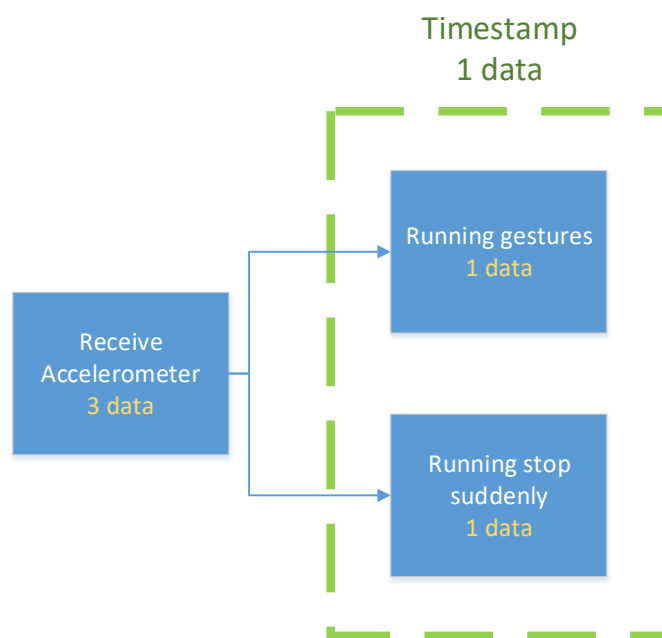 Timestamp
1 data
Running gestures
1 data
Receive
Accelerometer
3 data
Running stop
suddenly
1 data